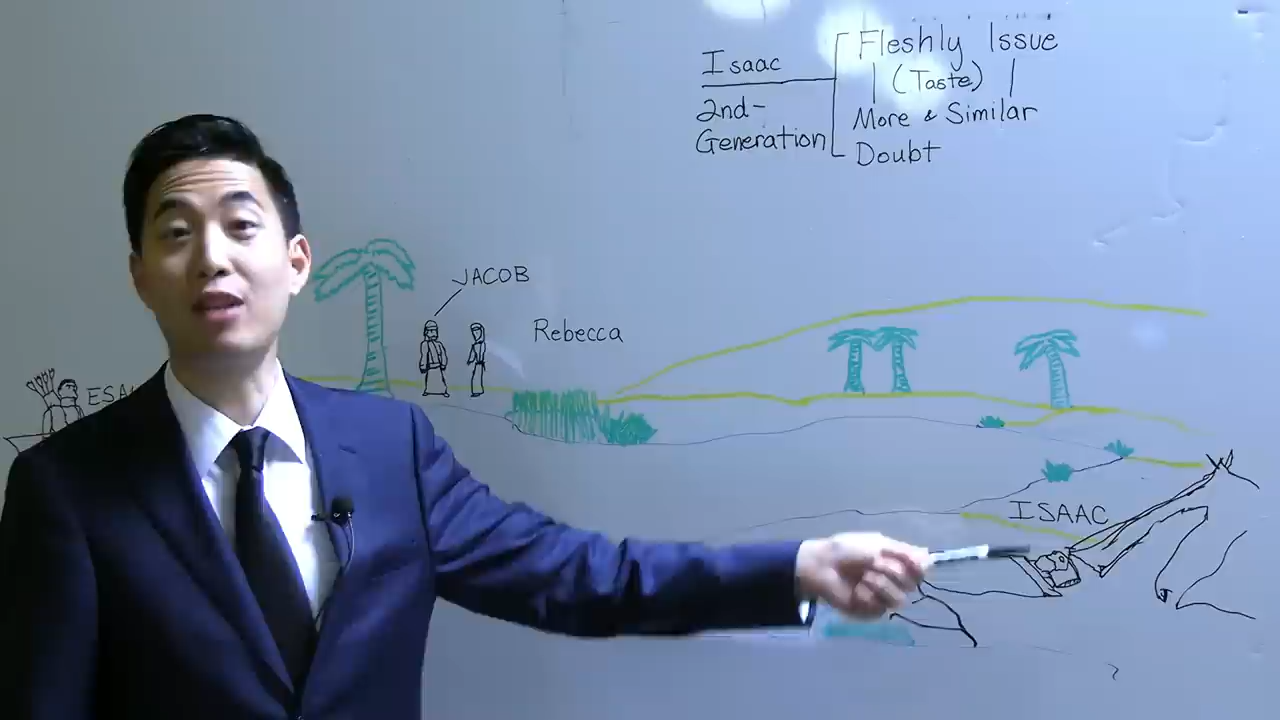 Isaac
2nd-
Generation
Fleshly Issue
(Taste)
More & Similar
Doubt
JACOB
Rebecca
ISAAC